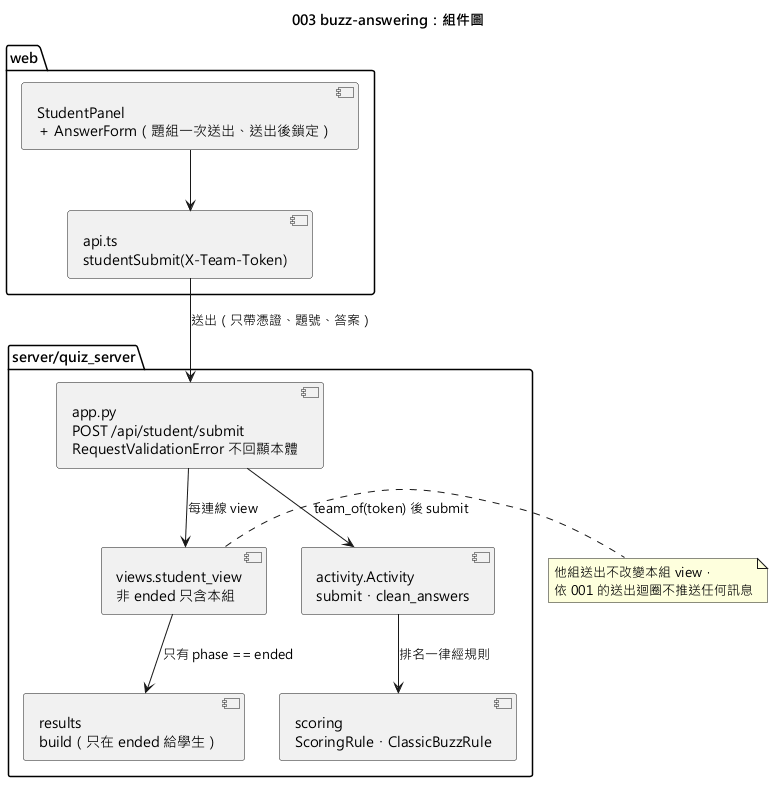 003 buzz-answering：組件圖
web
StudentPanel
+ AnswerForm（題組一次送出、送出後鎖定）
api.ts
studentSubmit(X-Team-Token)
送出（只帶憑證、題號、答案）
server/quiz_server
app.py
POST /api/student/submit
RequestValidationError 不回顯本體
每連線 view
team_of(token) 後 submit
views.student_view
非 ended 只含本組
activity.Activity
submit · clean_answers
他組送出不改變本組 view，
依 001 的送出迴圈不推送任何訊息
只有 phase == ended
排名一律經規則
results
build（只在 ended 給學生）
scoring
ScoringRule · ClassicBuzzRule